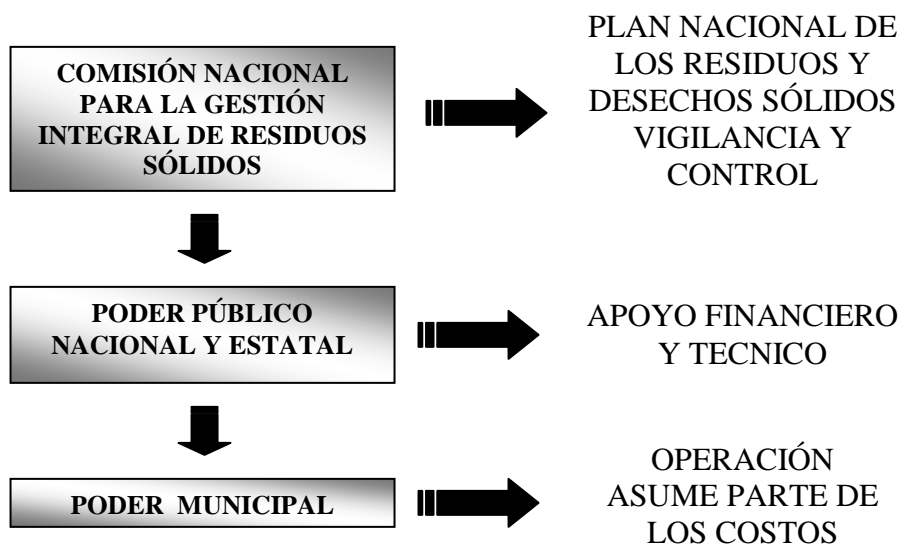 COMISIÓN NACIONAL
PARA LA GESTIÓN
INTEGRAL DE RESIDUOS
SÓLIDOS
PLAN NACIONAL DE
LOS RESIDUOS Y
DESECHOS SÓLIDOS
VIGILANCIA Y
CONTROL
PODER PÚBLICO
NACIONAL Y ESTATAL
APOYO FINANCIERO
Y TECNICO
PODER MUNICIPAL
OPERACIÓN
ASUME PARTE DE
LOS COSTOS